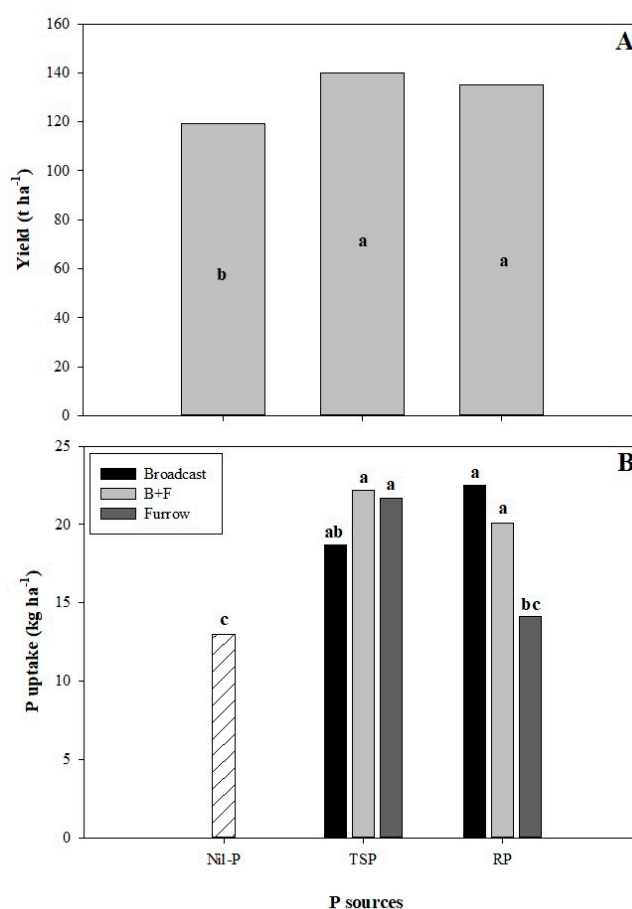 A
160
140
120
100
80
60
40
20
0
Yield (t ha-1)
b
a
a
B
25
20
15
10
5
0
P uptake (kg ha-1)
Broadcast
B+F
Furrow
c
ab
a
a
a
a
bc
Nil-P
TSP
RP
P sources